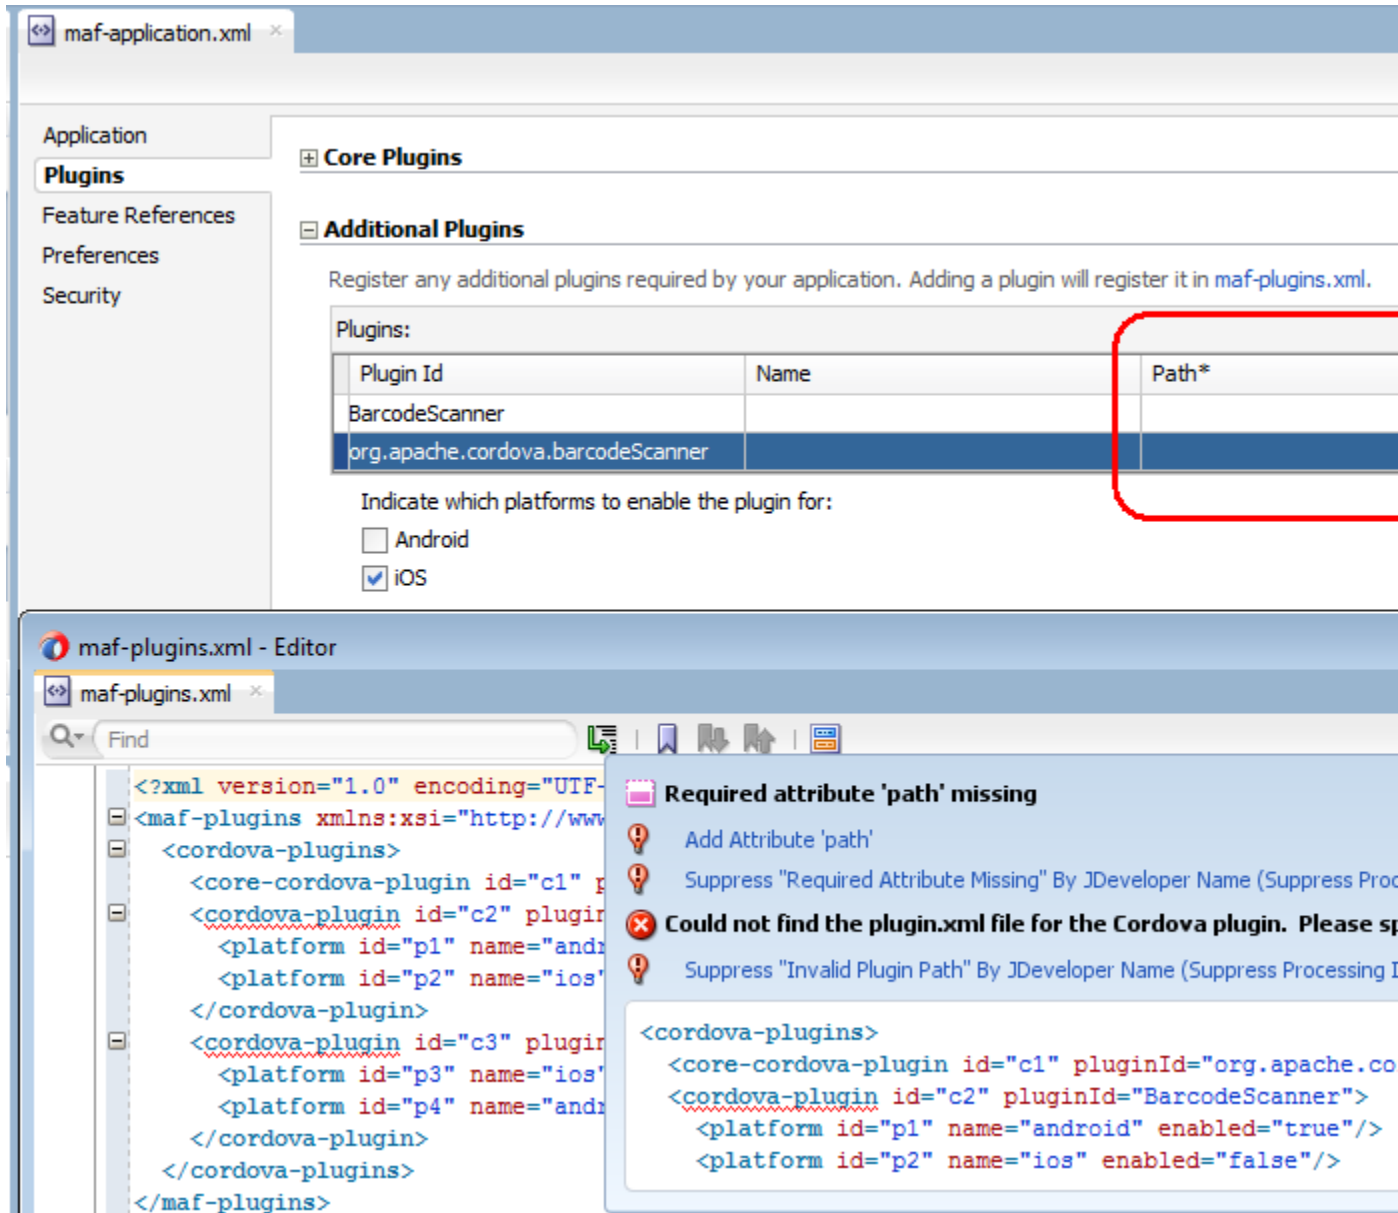 maf-application.xml
Application
Plugins
Feature References
Preferences
Security
Core Plugins
Additional Plugins
Register any additional plugins required by your application. Adding a plugin will register it in maf-plugins.xml.
Plugins:
Plugin Id Name Path*
BarcodeScanner
org.apache.cordova.barcodeScanner
Indicate which platforms to enable the plugin for:
Android
iOS
maf-plugins.xml - Editor
maf-plugins.xml
Find
<?xml version="1.0" encoding="UTF-
<maf-plugins xmlns:xsi="http://www
<cordova-plugins>
<core-cordova-plugin id="c1" p
<cordova-plugin id="c2" plugin
<platform id="p1" name="andr
<platform id="p2" name="ios"
</cordova-plugin>
<cordova-plugin id="c3" plugin
<platform id="p3" name="ios"
<platform id="p4" name="andr
</cordova-plugin>
</cordova-plugins>
</maf-plugins>
Required attribute 'path' missing
Add Attribute 'path'
Suppress "Required Attribute Missing" By JDeveloper Name (Suppress Proc
Could not find the plugin.xml file for the Cordova plugin. Please sp
Suppress "Invalid Plugin Path" By JDeveloper Name (Suppress Processing I
<cordova-plugins>
<core-cordova-plugin id="c1" pluginId="org.apache.co
<cordova-plugin id="c2" pluginId="BarcodeScanner">
<platform id="p1" name="android" enabled="true"/>
<platform id="p2" name="ios" enabled="false"/>